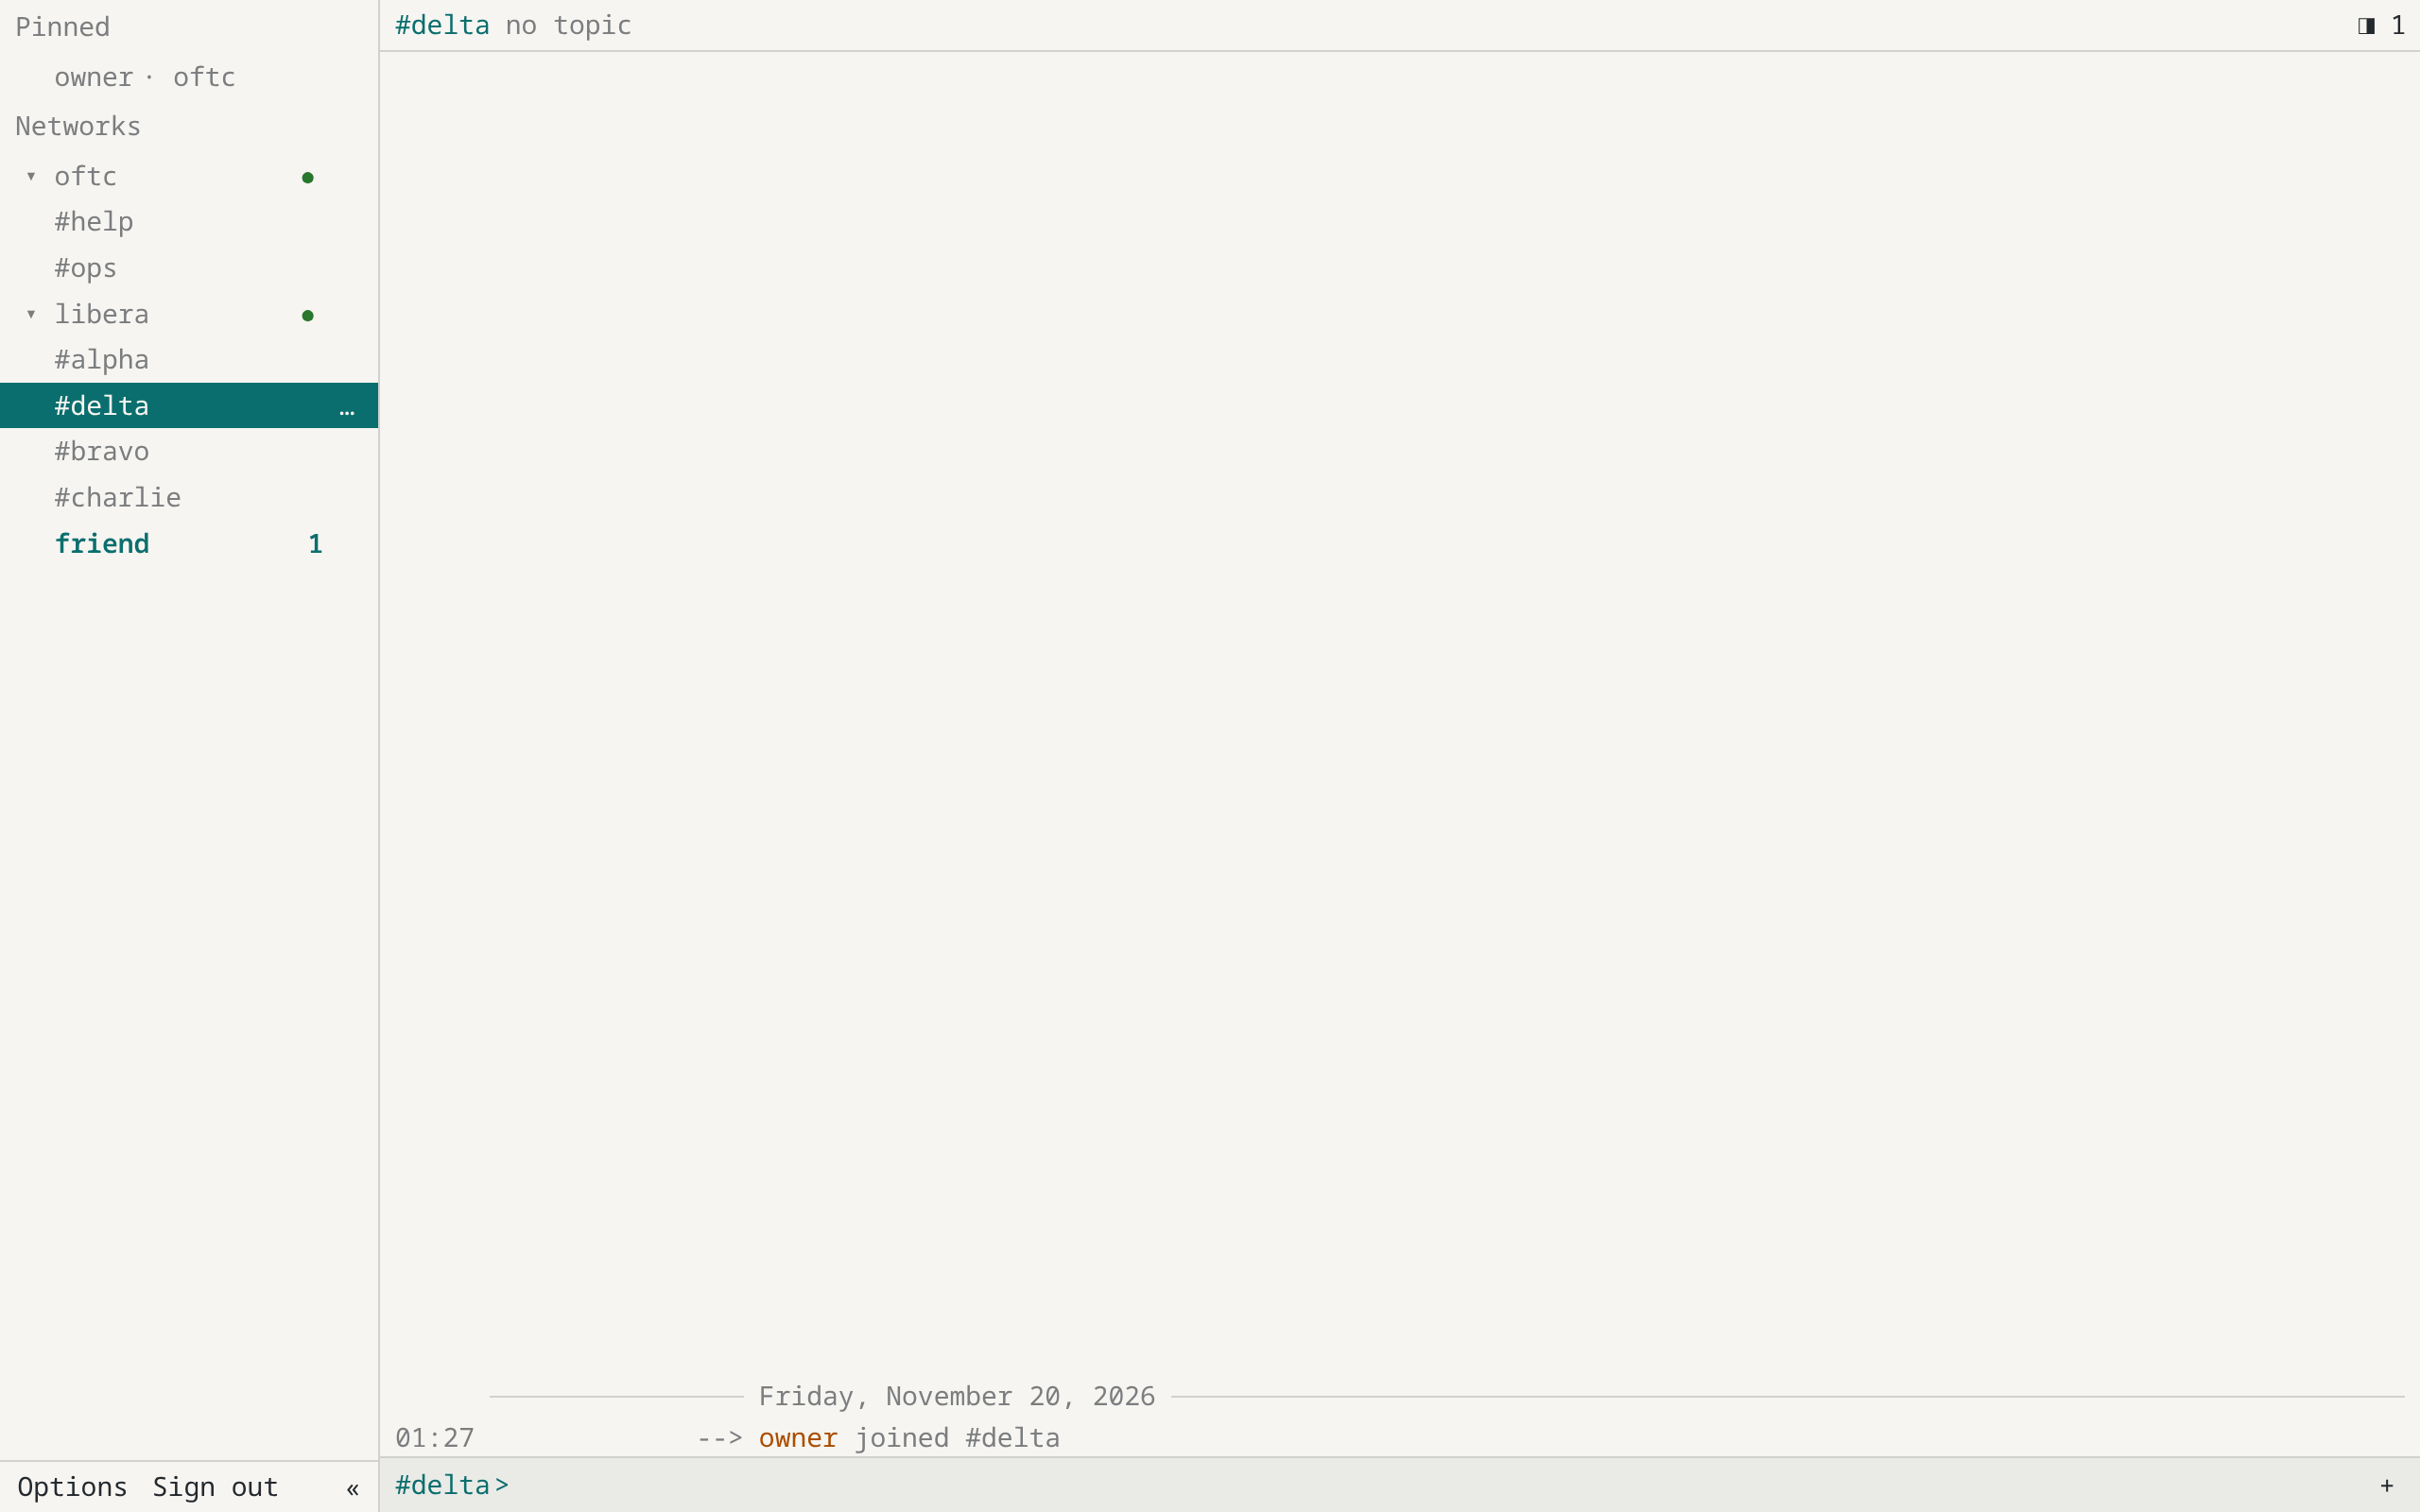 Pinned
owner · oftc
Networks
▾ oftc ●
#help
#ops
▾ libera ●
#alpha
#delta …
#bravo
#charlie
friend 1
Options Sign out «
#delta no topic ◨ 1
Friday, November 20, 2026
01:27 --> owner joined #delta
#delta> +